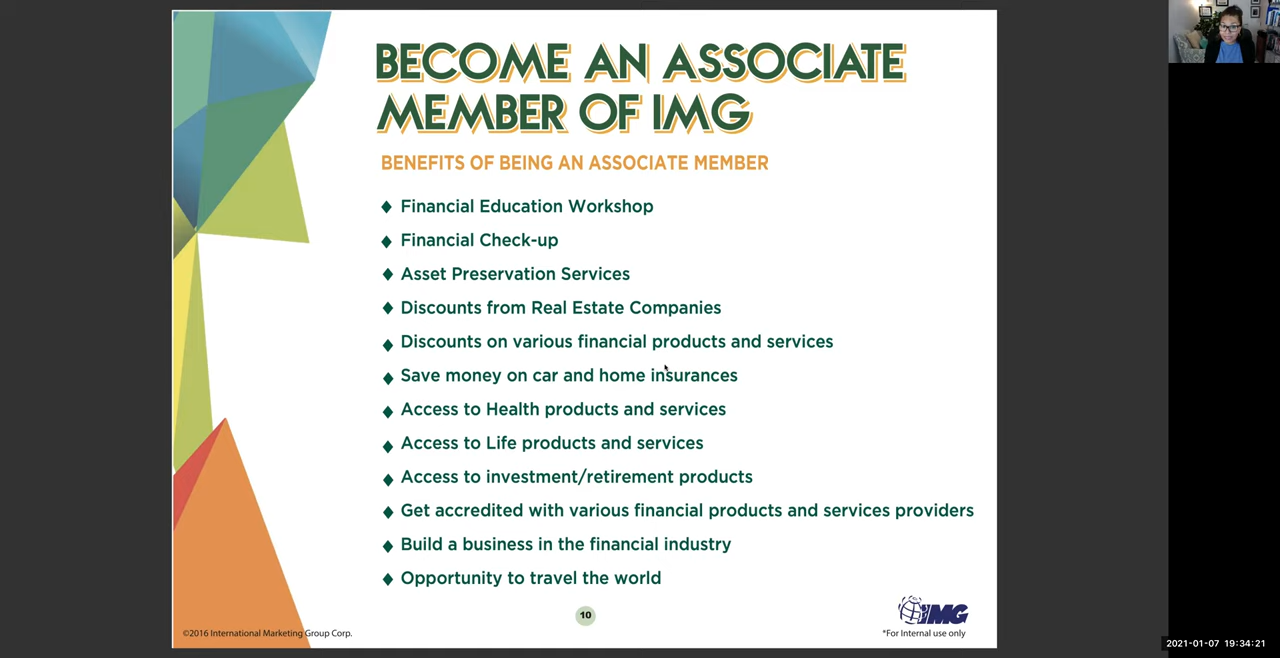 BECOME AN ASSOCIATE
MEMBER OF IMG
BENEFITS OF BEING AN ASSOCIATE MEMBER
Financial Education Workshop
Financial Check-up
Asset Preservation Services
Discounts from Real Estate Companies
Discounts on various financial products and services
Save money on car and home insurances
Access to Health products and services
Access to Life products and services
Access to investment/retirement products
Get accredited with various financial products and services providers
Build a business in the financial industry
Opportunity to travel the world
10
IMG
©2016 International Marketing Group Corp.
*For Internal use only
2021-01-07 19:34:21